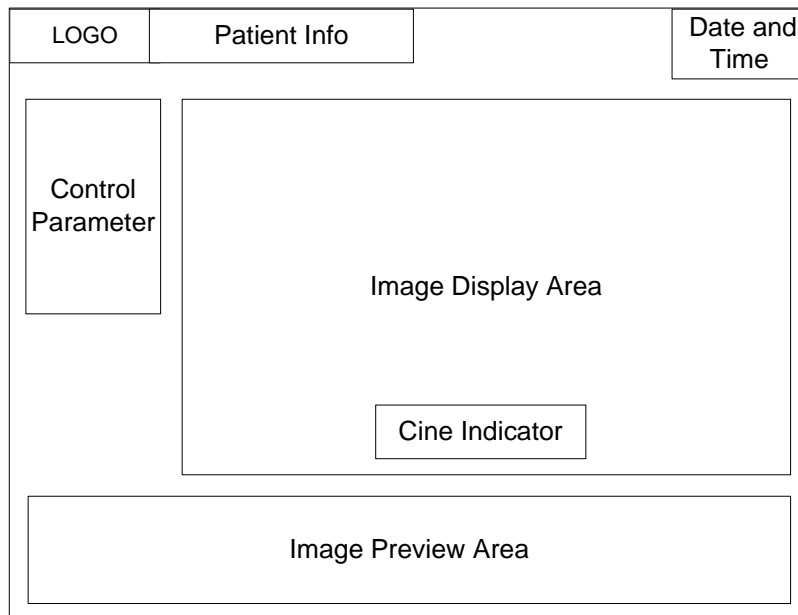 LOGO
Patient Info
Date and
Time
Control
Parameter
Image Display Area
Cine Indicator
Image Preview Area